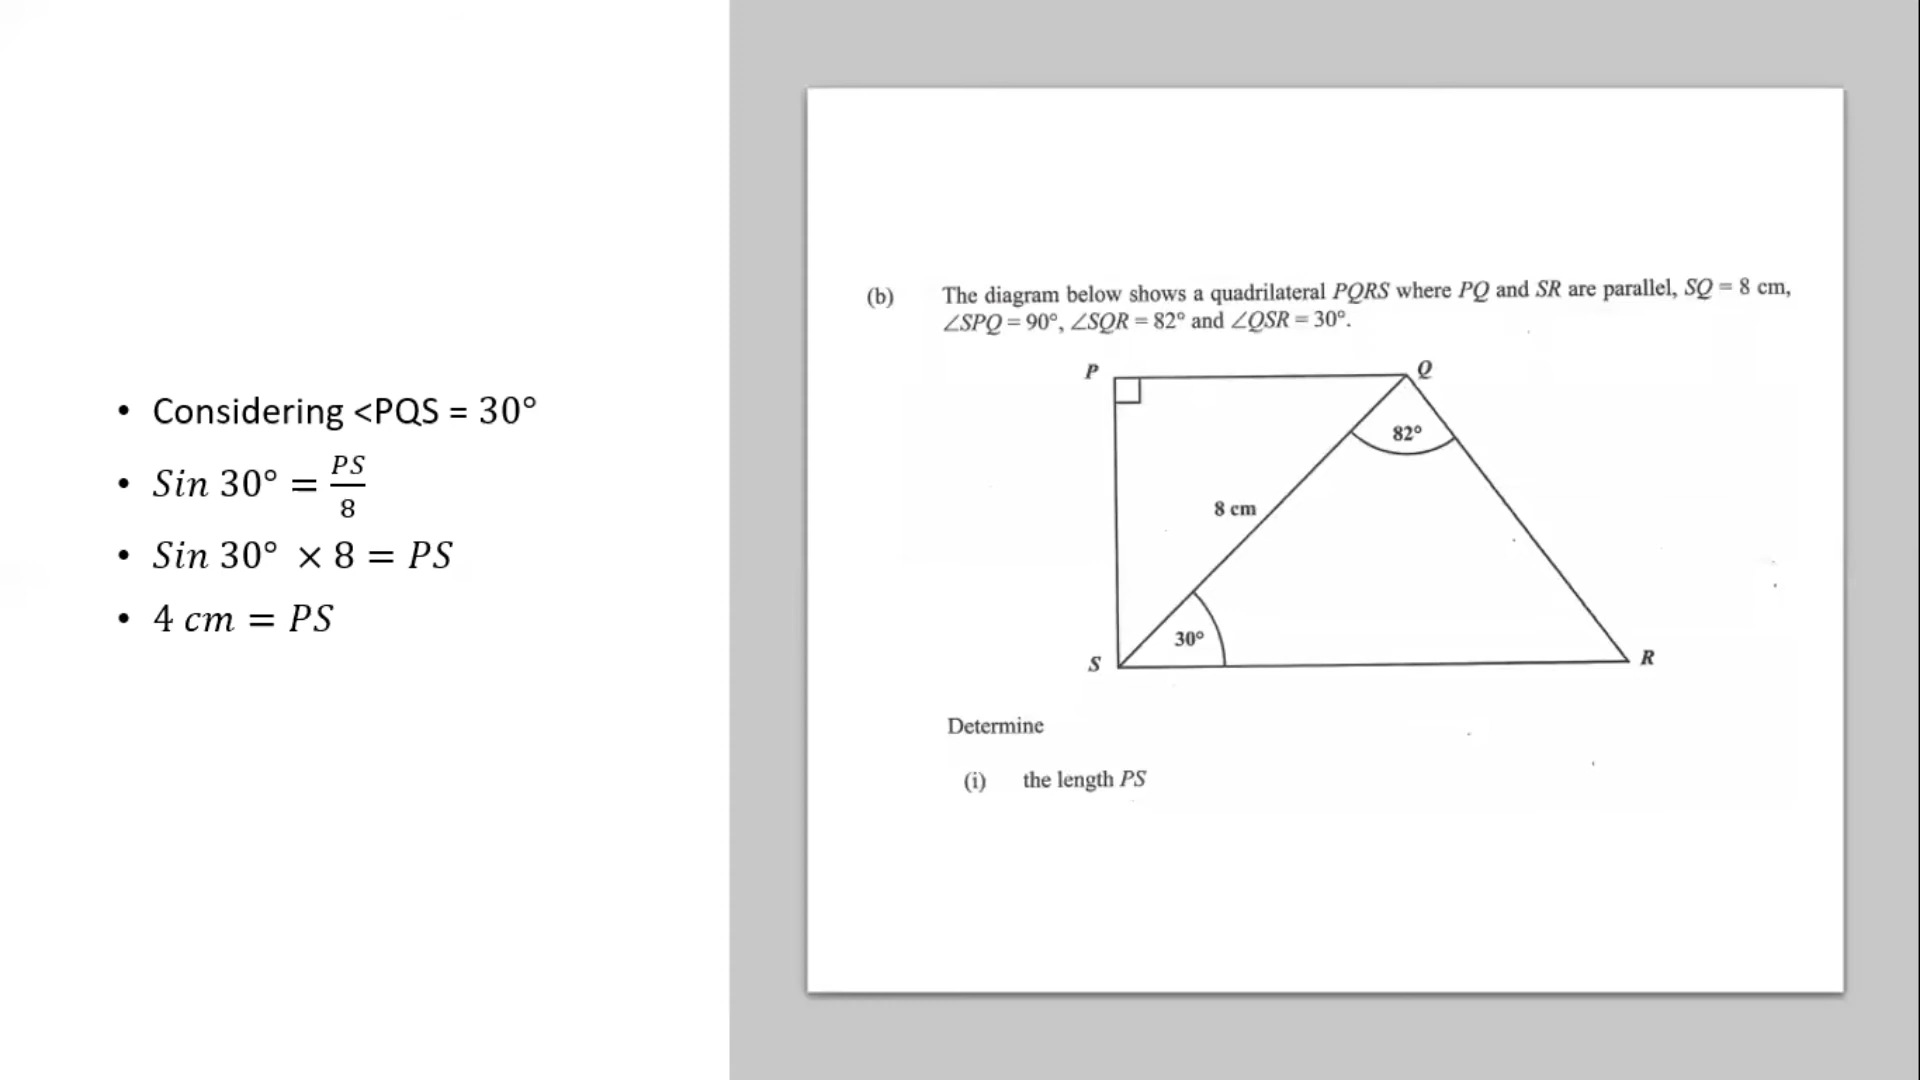 • Considering <PQS = 30°
• Sin 30° = PS/8
• Sin 30° × 8 = PS
• 4 cm = PS
(b) The diagram below shows a quadrilateral PQRS where PQ and SR are parallel, SQ = 8 cm,
∠SPQ = 90°, ∠SQR = 82° and ∠QSR = 30°.
P
Q
82°
8 cm
30°
S
R
Determine
(i) the length PS